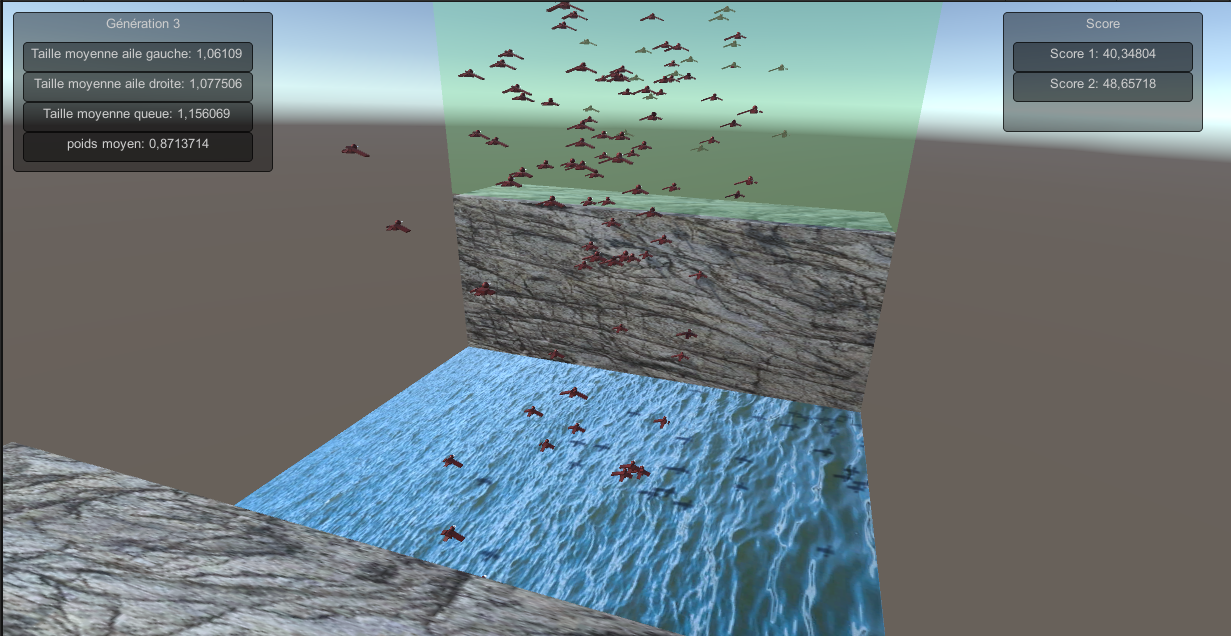 Génération 3
Taille moyenne aile gauche: 1,06109
Taille moyenne aile droite: 1,077506
Taille moyenne queue: 1,156069
poids moyen: 0,8713714
Score
Score 1: 40,34804
Score 2: 48,65718